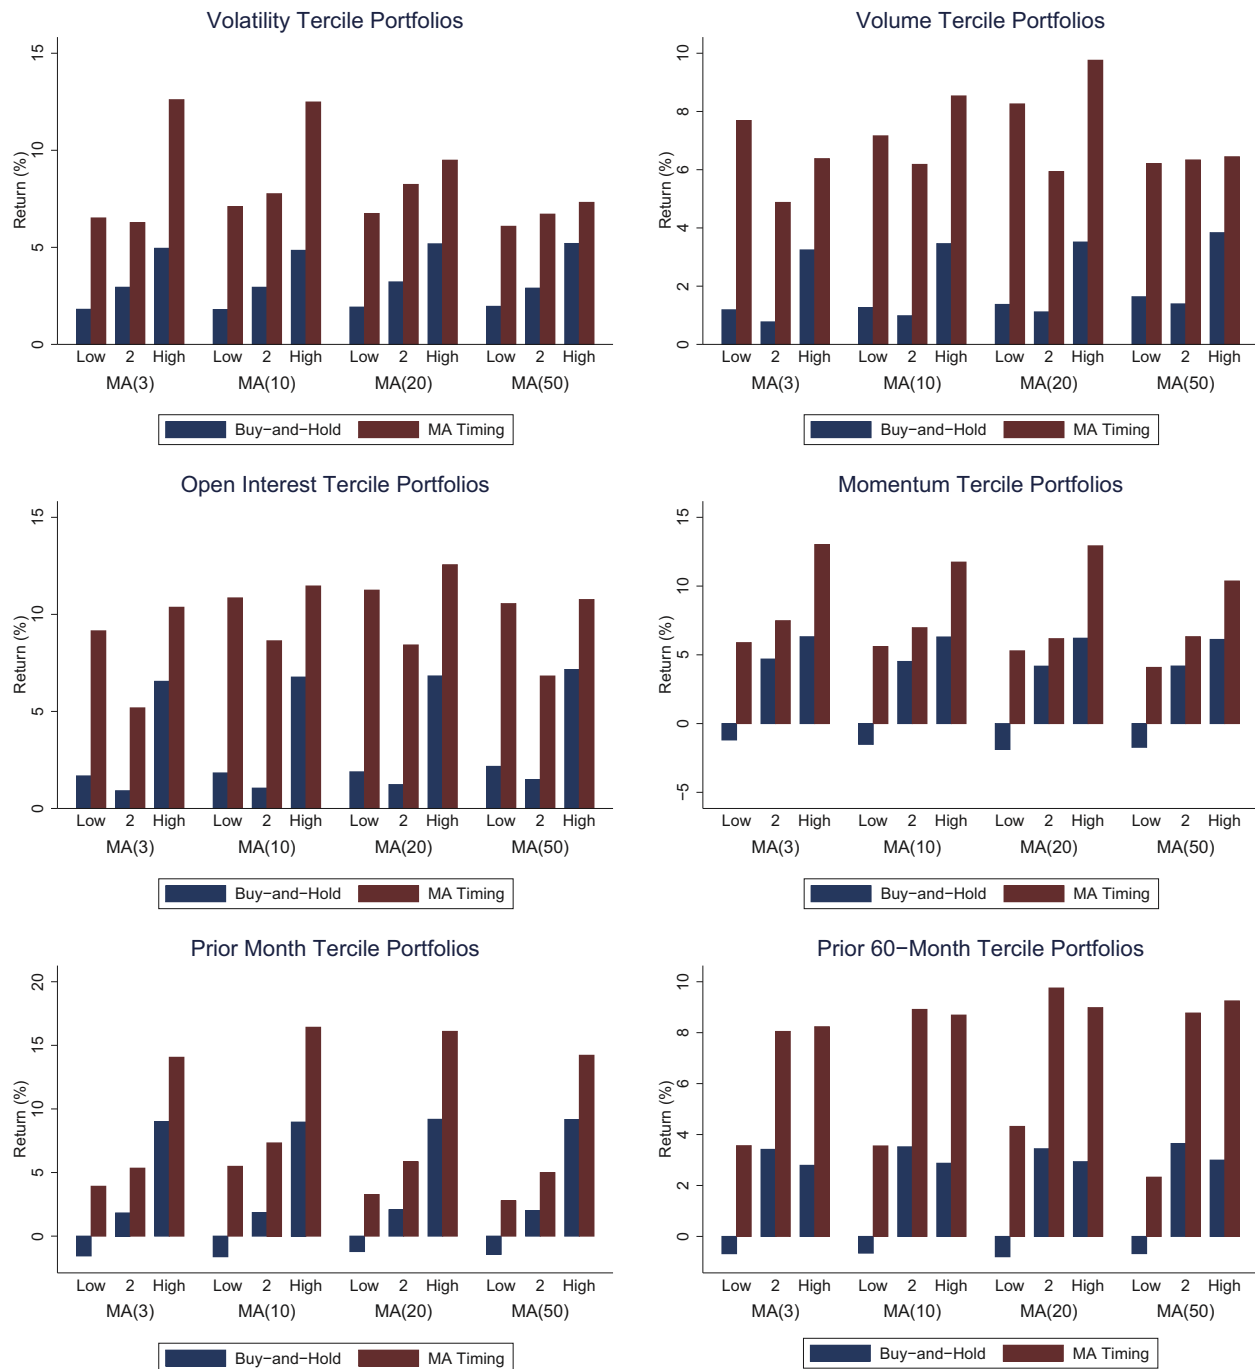 Volatility Tercile Portfolios
Return (%)
15
10
5
0
Low 2 High Low 2 High Low 2 High Low 2 High
MA(3) MA(10) MA(20) MA(50)
Buy−and−Hold MA Timing
Volume Tercile Portfolios
Return (%)
10
8
6
4
2
0
Low 2 High Low 2 High Low 2 High Low 2 High
MA(3) MA(10) MA(20) MA(50)
Buy−and−Hold MA Timing
Open Interest Tercile Portfolios
Return (%)
15
10
5
0
Low 2 High Low 2 High Low 2 High Low 2 High
MA(3) MA(10) MA(20) MA(50)
Buy−and−Hold MA Timing
Momentum Tercile Portfolios
Return (%)
15
10
5
0
−5
Low 2 High Low 2 High Low 2 High Low 2 High
MA(3) MA(10) MA(20) MA(50)
Buy−and−Hold MA Timing
Prior Month Tercile Portfolios
Return (%)
20
15
10
5
0
Low 2 High Low 2 High Low 2 High Low 2 High
MA(3) MA(10) MA(20) MA(50)
Buy−and−Hold MA Timing
Prior 60−Month Tercile Portfolios
Return (%)
10
8
6
4
2
0
Low 2 High Low 2 High Low 2 High Low 2 High
MA(3) MA(10) MA(20) MA(50)
Buy−and−Hold MA Timing